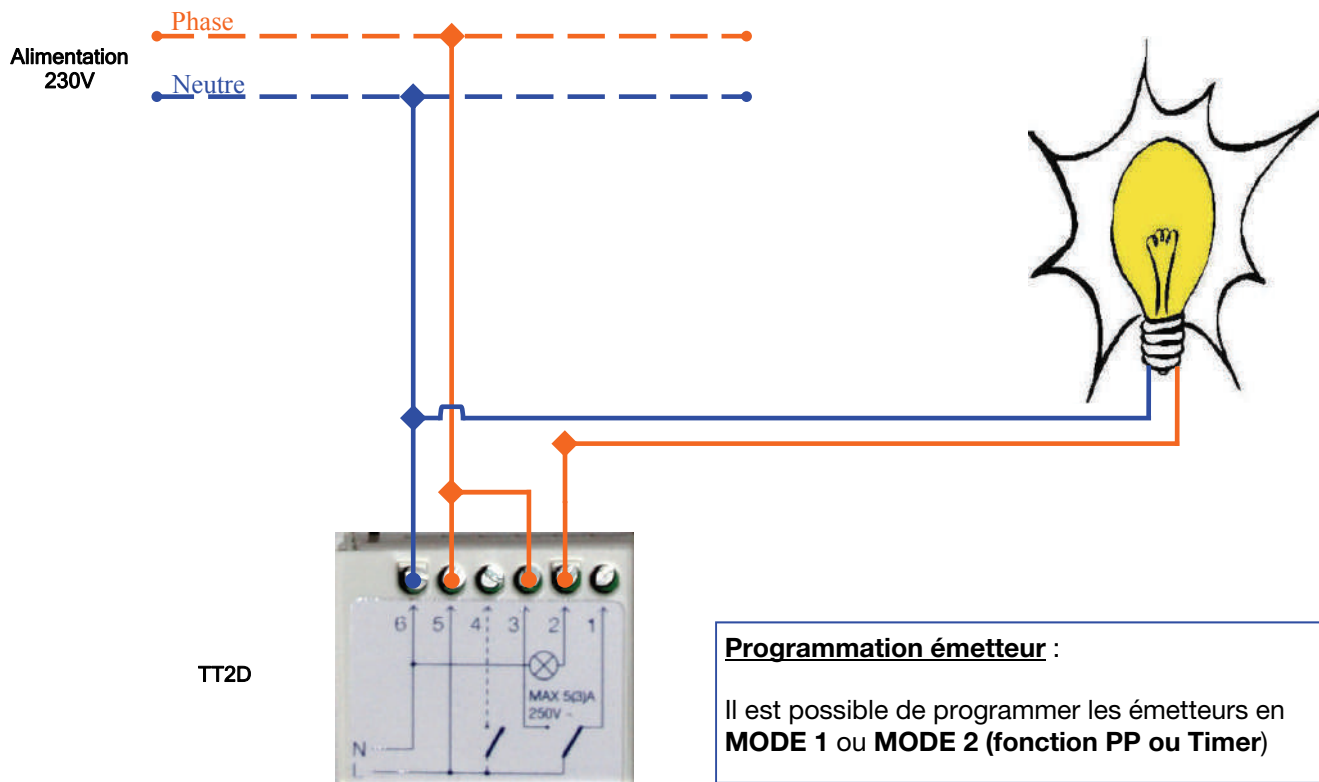 Phase
Alimentation
230V
Neutre
6 5 4 3 2 1
MAX 5(3)A
250V ~
N
L
TT2D
Programmation émetteur :
Il est possible de programmer les émetteurs en
MODE 1 ou MODE 2 (fonction PP ou Timer)